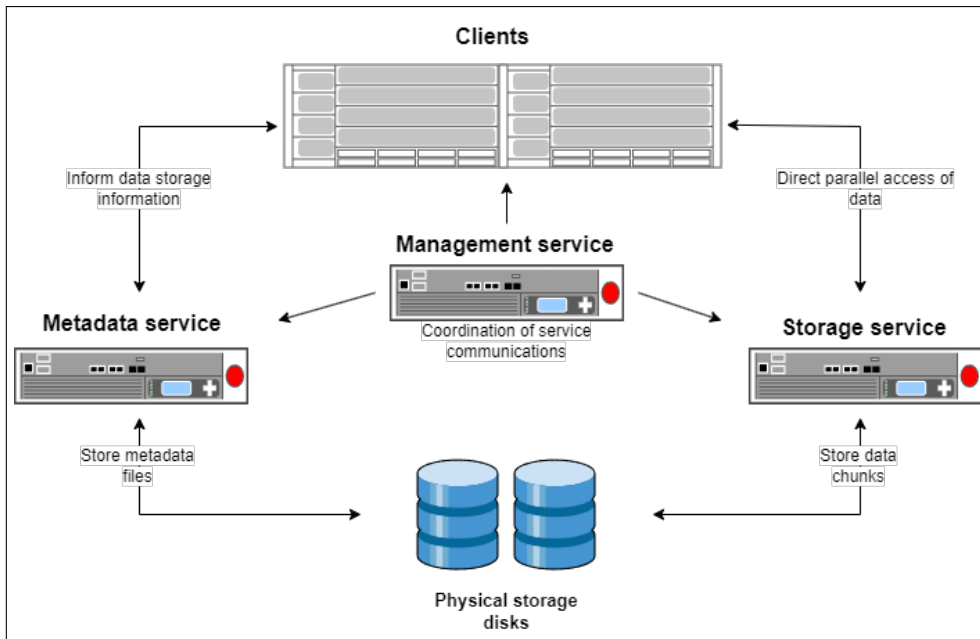 Clients
Inform data storage
information
Direct parallel access of
data
Management service
Coordination of service
communications
Metadata service
Storage service
Store metadata
files
Store data
chunks
Physical storage
disks